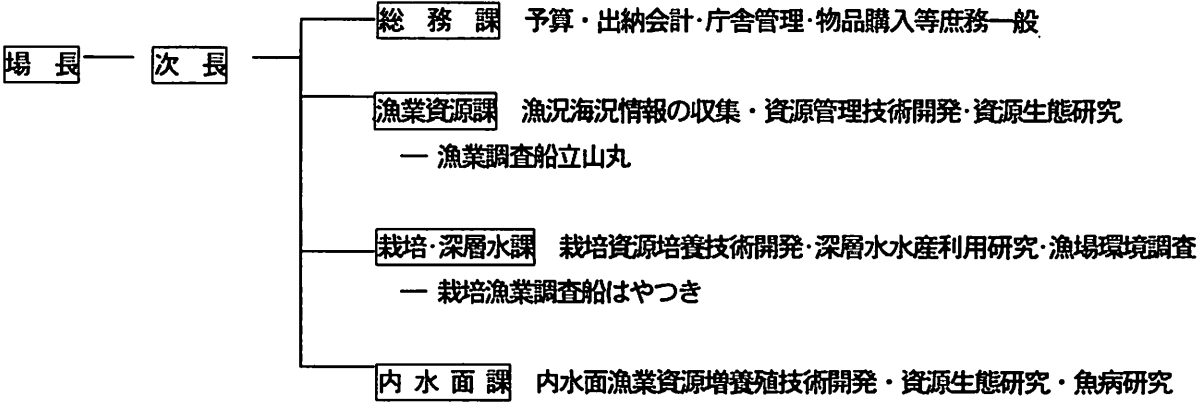 総務課 予算・出納会計・庁舎管理・物品購入等庶務一般
場長 次長
漁業資源課 漁況海況情報の収集・資源管理技術開発・資源生態研究
― 漁業調査船立山丸
栽培・深層水課 栽培資源培養技術開発・深層水水産利用研究・漁場環境調査
― 栽培漁業調査船はやつき
内水面課 内水面漁業資源増養殖技術開発・資源生態研究・魚病研究